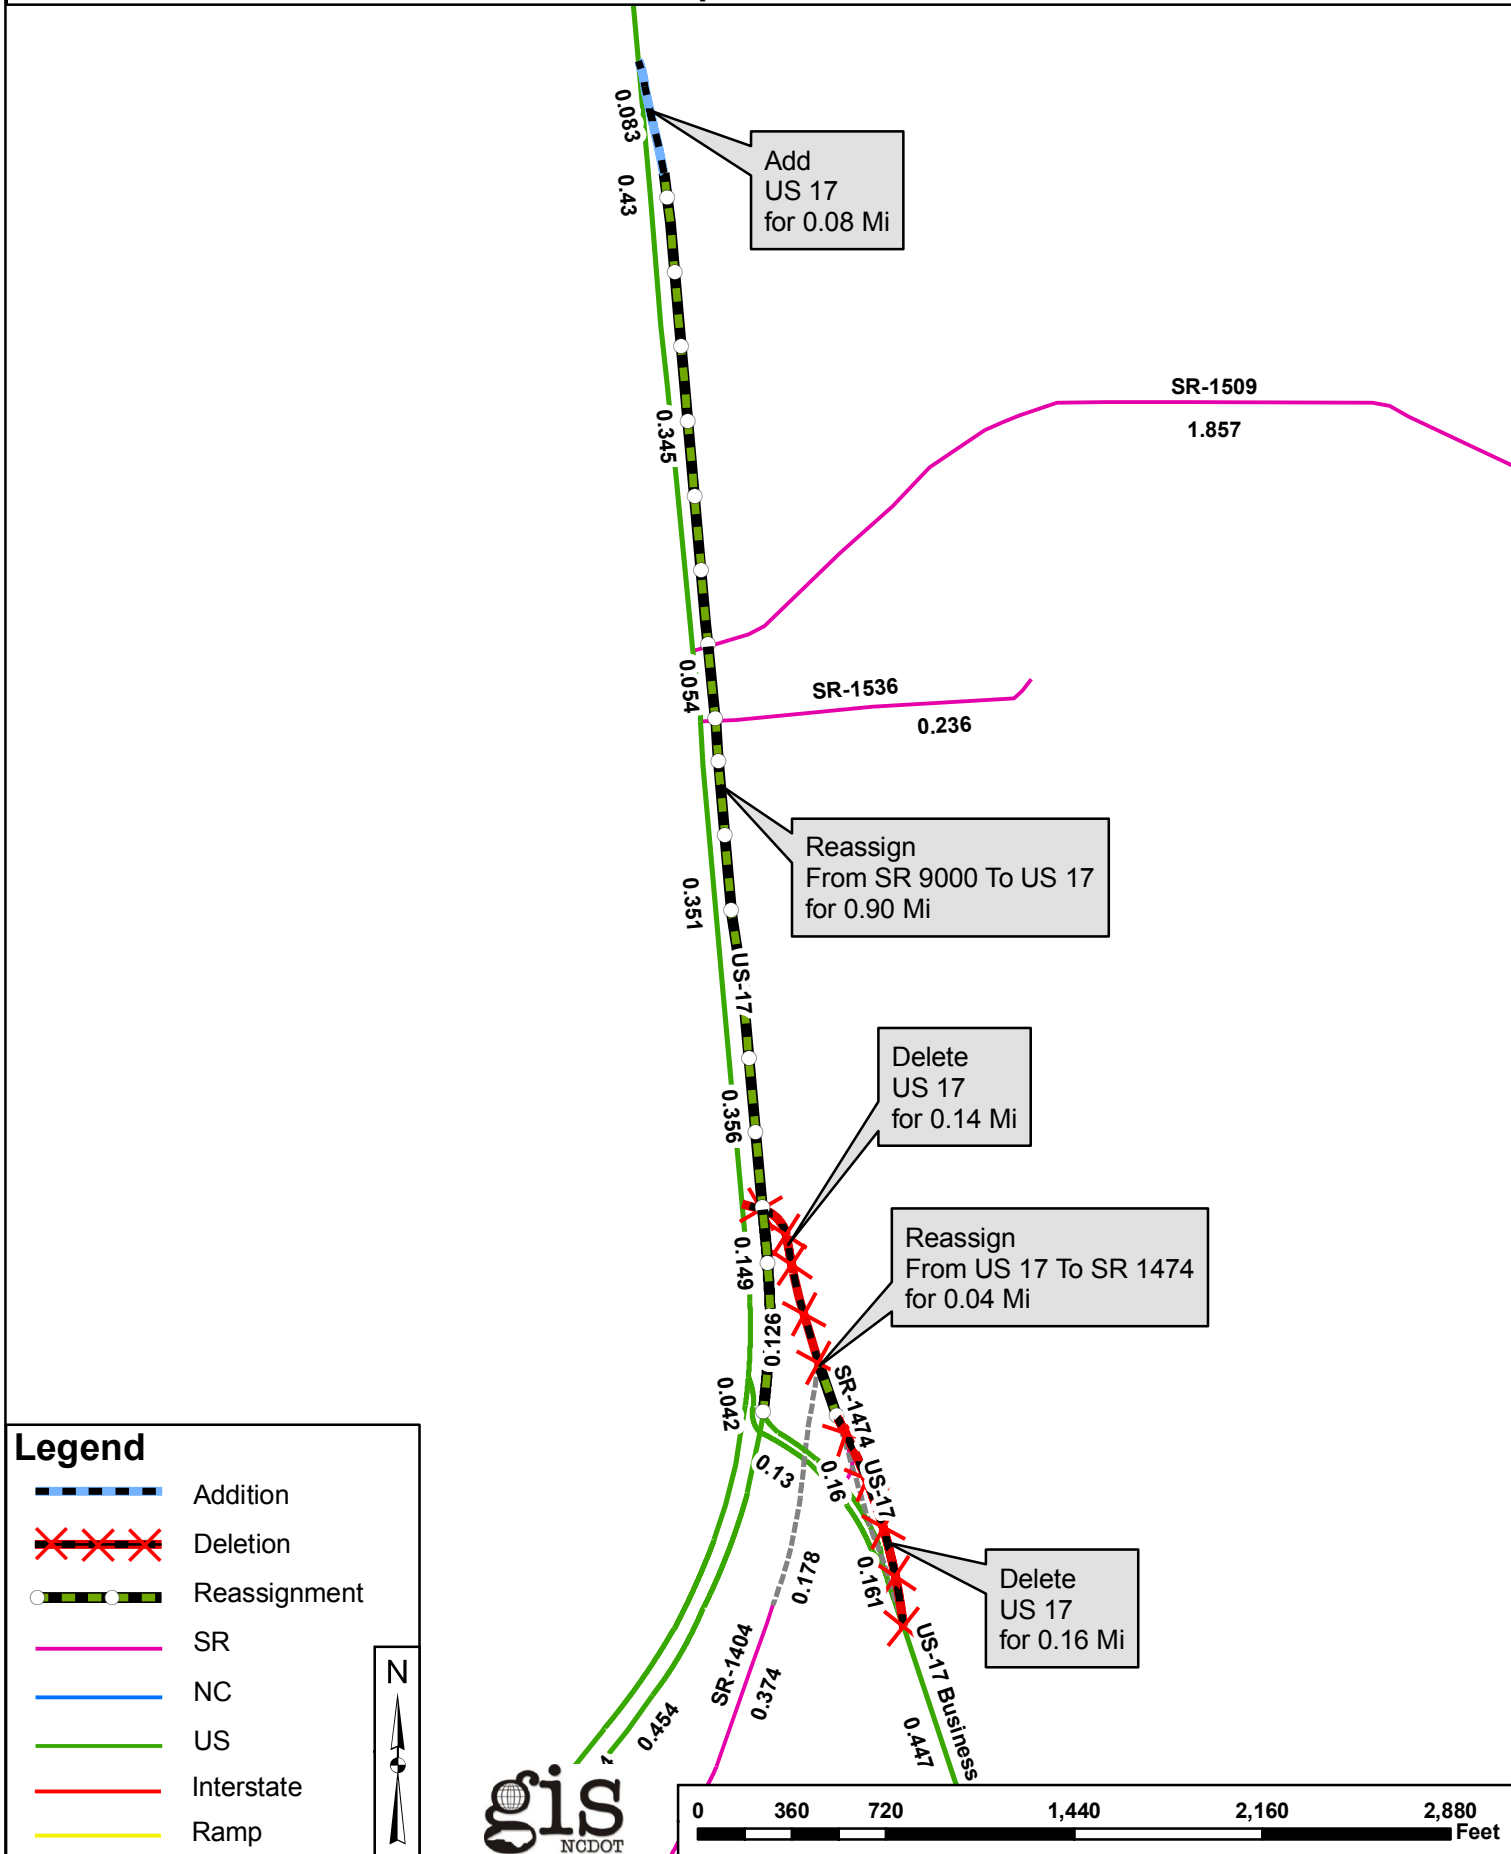 0.083
Add
US 17
for 0.08 Mi
0.43
SR-1509
1.857
0.345
0.054
SR-1536
0.236
Reassign
From SR 9000 To US 17
for 0.90 Mi
0.351
US-17
Delete
US 17
for 0.14 Mi
0.356
Reassign
From US 17 To SR 1474
for 0.04 Mi
0.149
0.126
SR-1474
0.042
0.13
0.16
US-17
0.178
0.161
Delete
US 17
for 0.16 Mi
US-17 Business
SR-1404
0.374
0.454
0.447
4
Legend
Addition
Deletion
Reassignment
SR
NC
US
Interstate
Ramp
N
gis
NCDOT
0 360 720 1,440 2,160 2,880
Feet